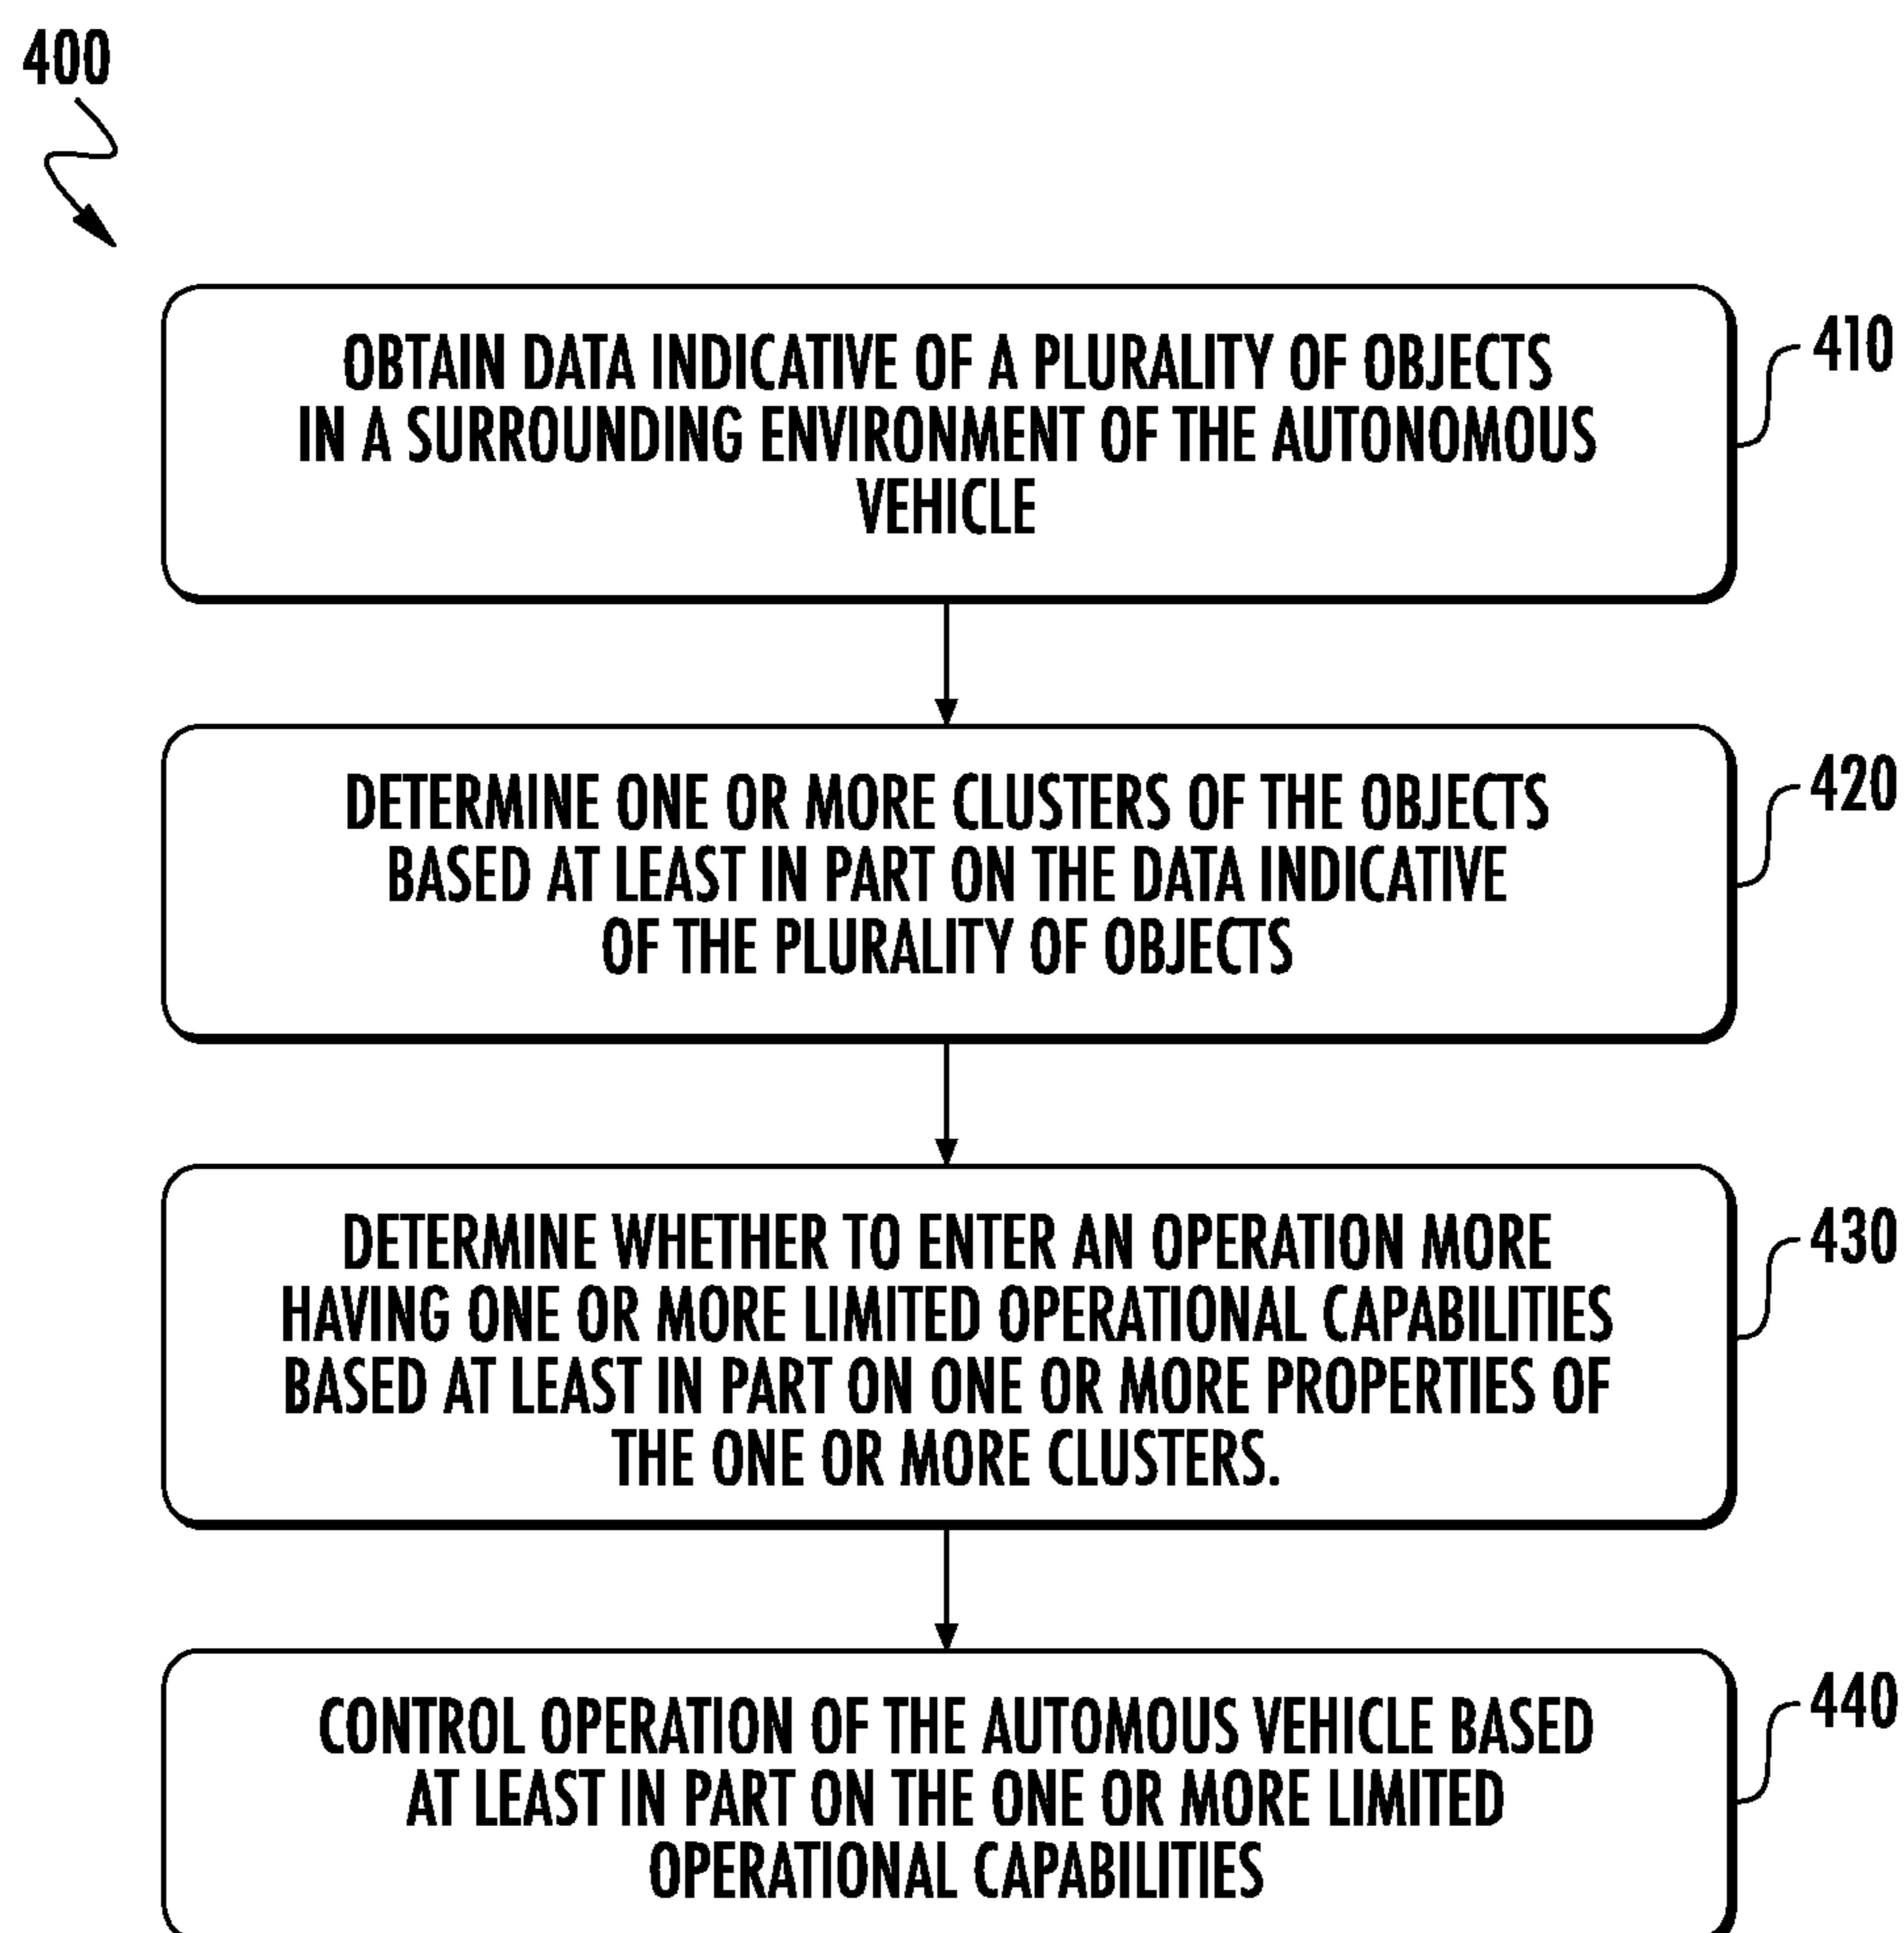 400
OBTAIN DATA INDICATIVE OF A PLURALITY OF OBJECTS
IN A SURROUNDING ENVIRONMENT OF THE AUTONOMOUS
VEHICLE
410
DETERMINE ONE OR MORE CLUSTERS OF THE OBJECTS
BASED AT LEAST IN PART ON THE DATA INDICATIVE
OF THE PLURALITY OF OBJECTS
420
DETERMINE WHETHER TO ENTER AN OPERATION MORE
HAVING ONE OR MORE LIMITED OPERATIONAL CAPABILITIES
BASED AT LEAST IN PART ON ONE OR MORE PROPERTIES OF
THE ONE OR MORE CLUSTERS.
430
CONTROL OPERATION OF THE AUTOMOUS VEHICLE BASED
AT LEAST IN PART ON THE ONE OR MORE LIMITED
OPERATIONAL CAPABILITIES
440